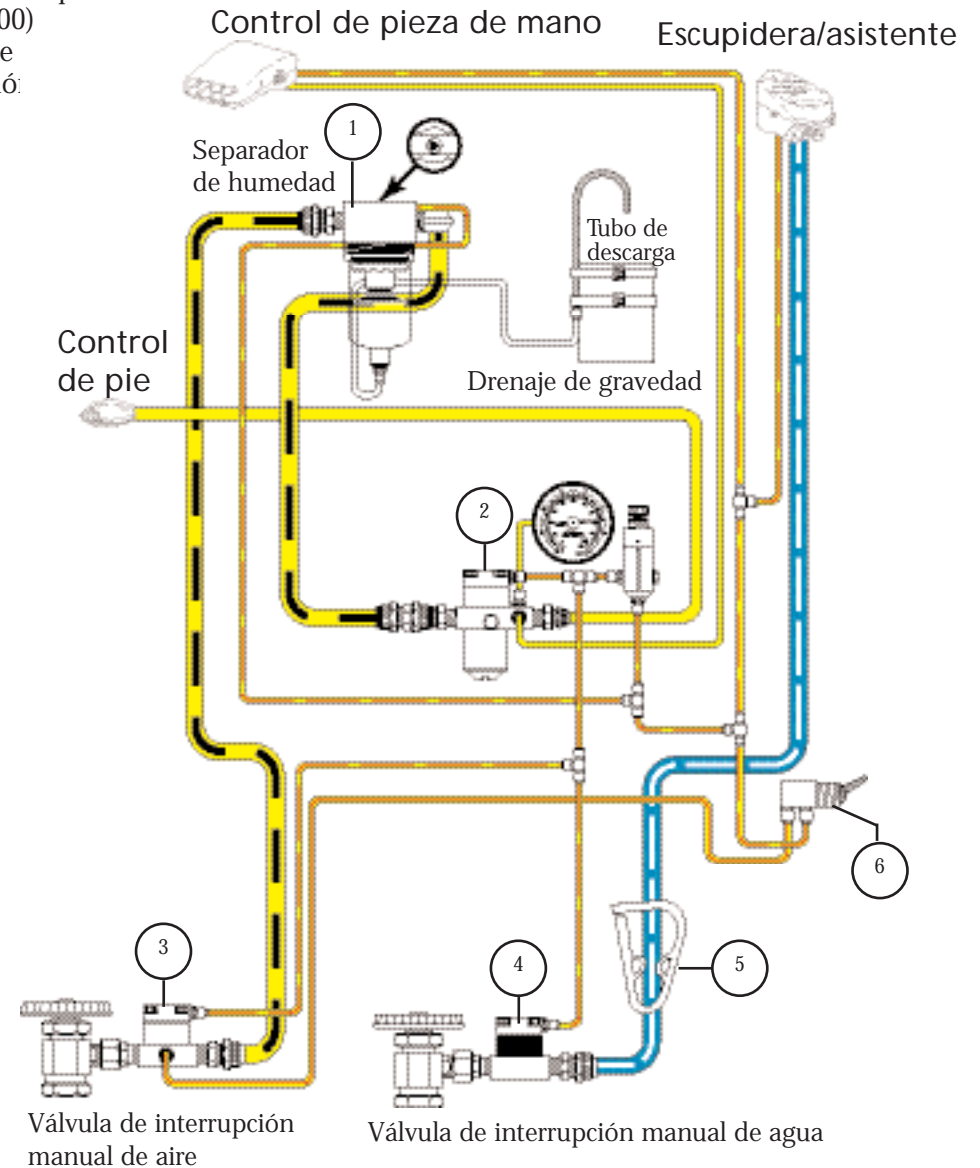 00)
e
Control de pieza de mano
Escupidera/asistente
1
Separador
de humedad
Tubo de
descarga
Control
de pie
Drenaje de gravedad
2
6
3
4
5
Válvula de interrupción
manual de aire
Válvula de interrupción manual de agua